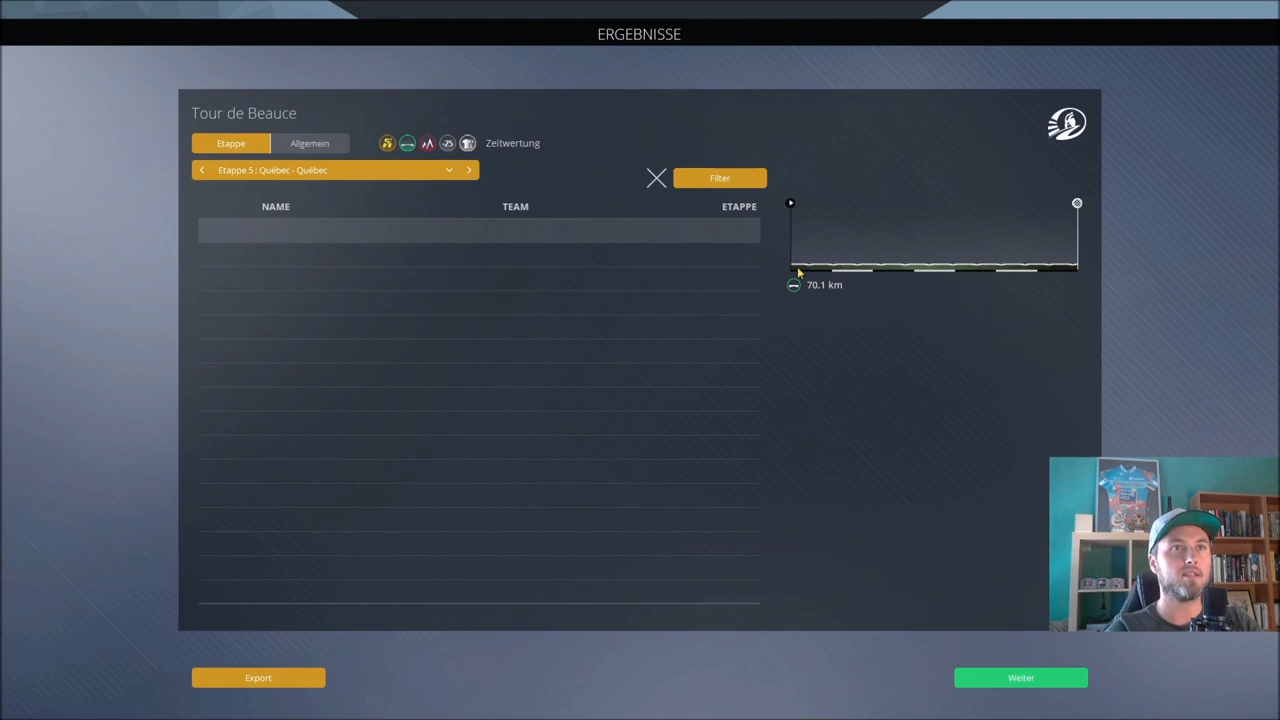 ERGEBNISSE
Tour de Beauce
Etappe Allgemein -25 Zeitwertung
Etappe 5 : Québec - Québec
Filter
NAME TEAM ETAPPE
70.1 km
Export Weiter